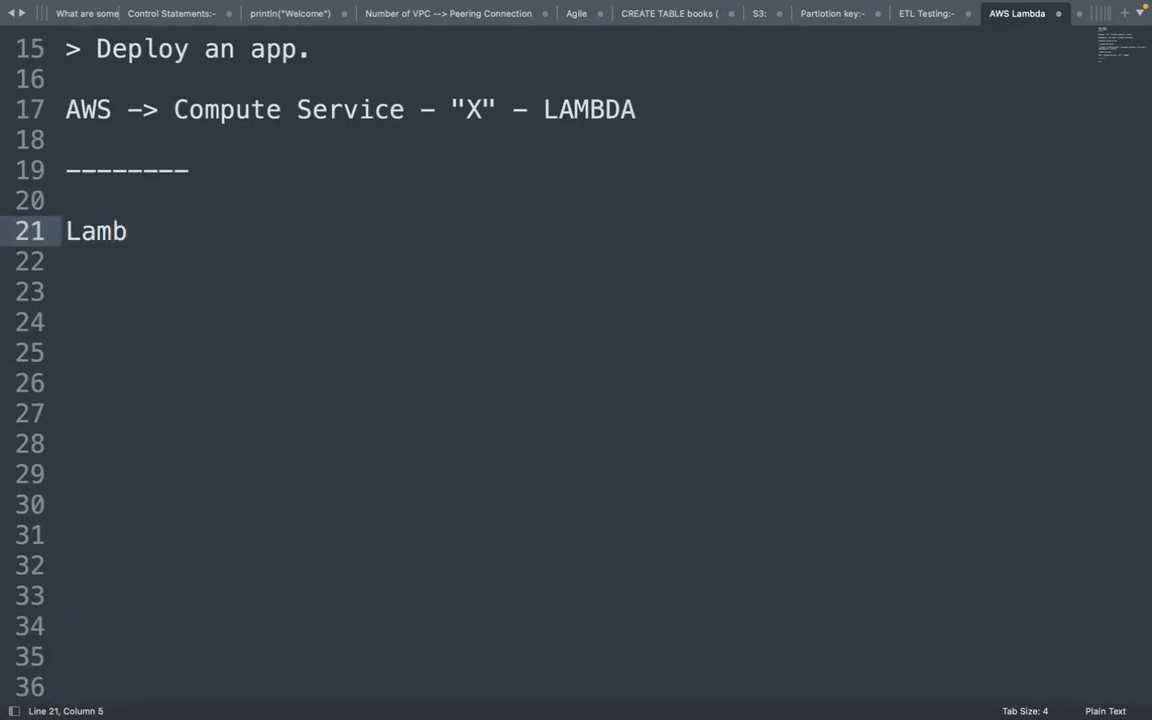 What are some
Control Statements:-
println("Welcome")
Number of VPC --> Peering Connection
Agile
CREATE TABLE books (
S3:
Partiotion key:-
ETL Testing:-
AWS Lambda
15 > Deploy an app.
16
17 AWS -> Compute Service - "X" - LAMBDA
18
19 --------
20
21 Lamb
22
23
24
25
26
27
28
29
30
31
32
33
34
35
36
Line 21, Column 5
Tab Size: 4
Plain Text